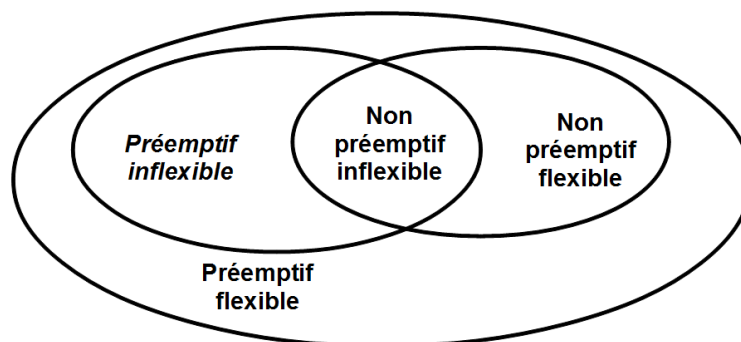 Préemptif
inflexible
Non
préemptif
inflexible
Non
préemptif
flexible
Préemptif
flexible